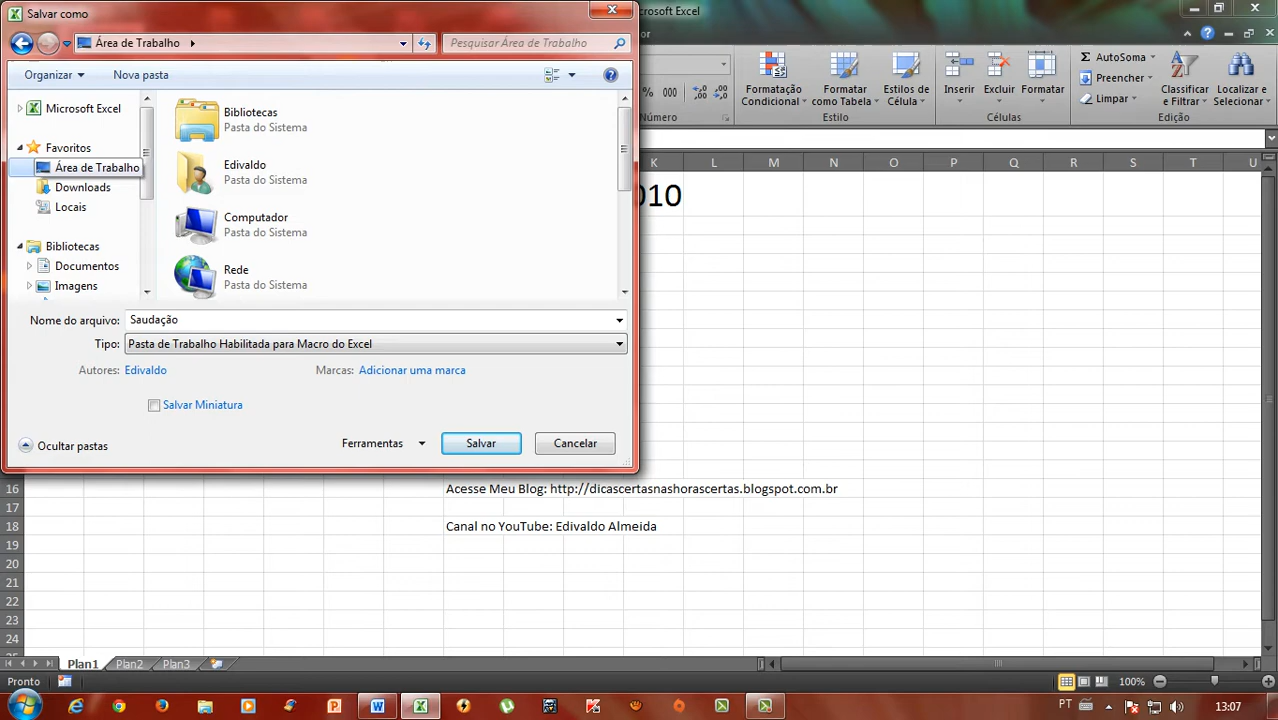 Salvar como
icrosoft Excel
Área de Trabalho
Pesquisar Área de Trabalho
or
Organizar
Nova pasta
AutoSoma
Preencher
Limpar
Formatação
Condicional
Formatar
como Tabela
Estilos de
Célula
Inserir
Excluir
Formatar
Classificar
e Filtrar
Localizar e
Selecionar
% 000
Número
Estilo
Células
Edição
Microsoft Excel
Favoritos
Área de Trabalho
Downloads
Locais
Bibliotecas
Documentos
Imagens
Bibliotecas
Pasta do Sistema
Edivaldo
Pasta do Sistema
Computador
Pasta do Sistema
Rede
Pasta do Sistema
K L M N O P Q R S T U
010
Nome do arquivo: Saudação
Tipo: Pasta de Trabalho Habilitada para Macro do Excel
Autores: Edivaldo
Marcas: Adicionar uma marca
Salvar Miniatura
Ocultar pastas
Ferramentas
Salvar
Cancelar
16 Acesse Meu Blog: http://dicascertasnashorascertas.blogspot.com.br
17
18 Canal no YouTube: Edivaldo Almeida
19
20
21
22
23
24
Plan1 Plan2 Plan3
Pronto
100%
PT
13:07